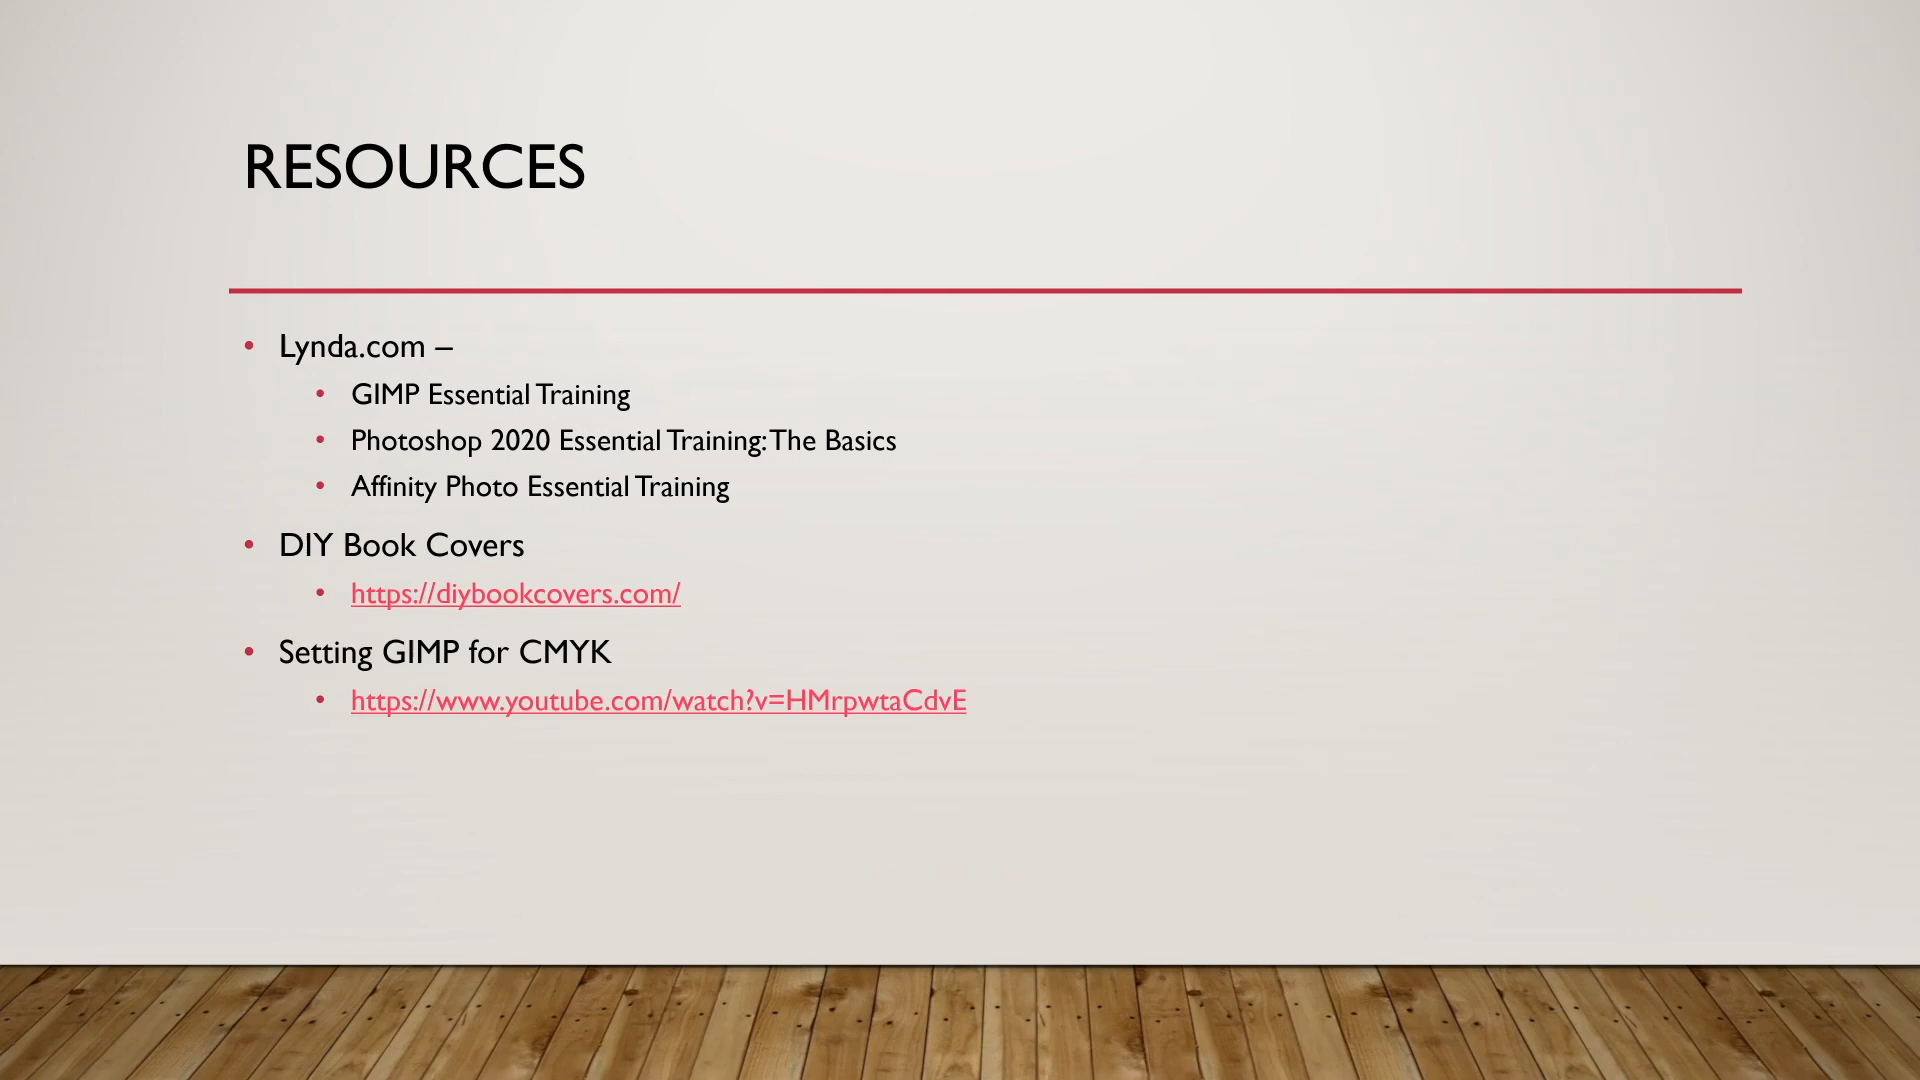 RESOURCES
• Lynda.com –
• GIMP Essential Training
• Photoshop 2020 Essential Training: The Basics
• Affinity Photo Essential Training
• DIY Book Covers
• https://diybookcovers.com/
• Setting GIMP for CMYK
• https://www.youtube.com/watch?v=HMrpwtaCdvE